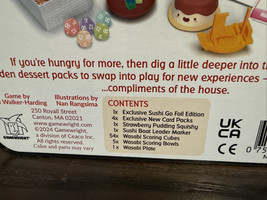 If you're hungry for more, then dig a little deeper into th
den dessert packs to swap into play for new experiences –
...compliments of the house.
Game by
Walker-Harding
Illustrations by
Nan Rangsima
250 Royall Street
Canton, MA 02021
www.gamewright.com
©2024 Gamewright,
a division of Ceaco Inc.
All Rights Reserved
Color and parts may vary
GAMEWRIGHT
CONTENTS
1x Exclusive Sushi Go Foil Edition
4x Exclusive New Card Packs
1x Strawberry Pudding Squishy
1x Sushi Boat Leader Marker
54x Wasabi Scoring Cubes
5x Wasabi Scoring Bowls
1x Wasabi Plate
UK
CA
CE
0